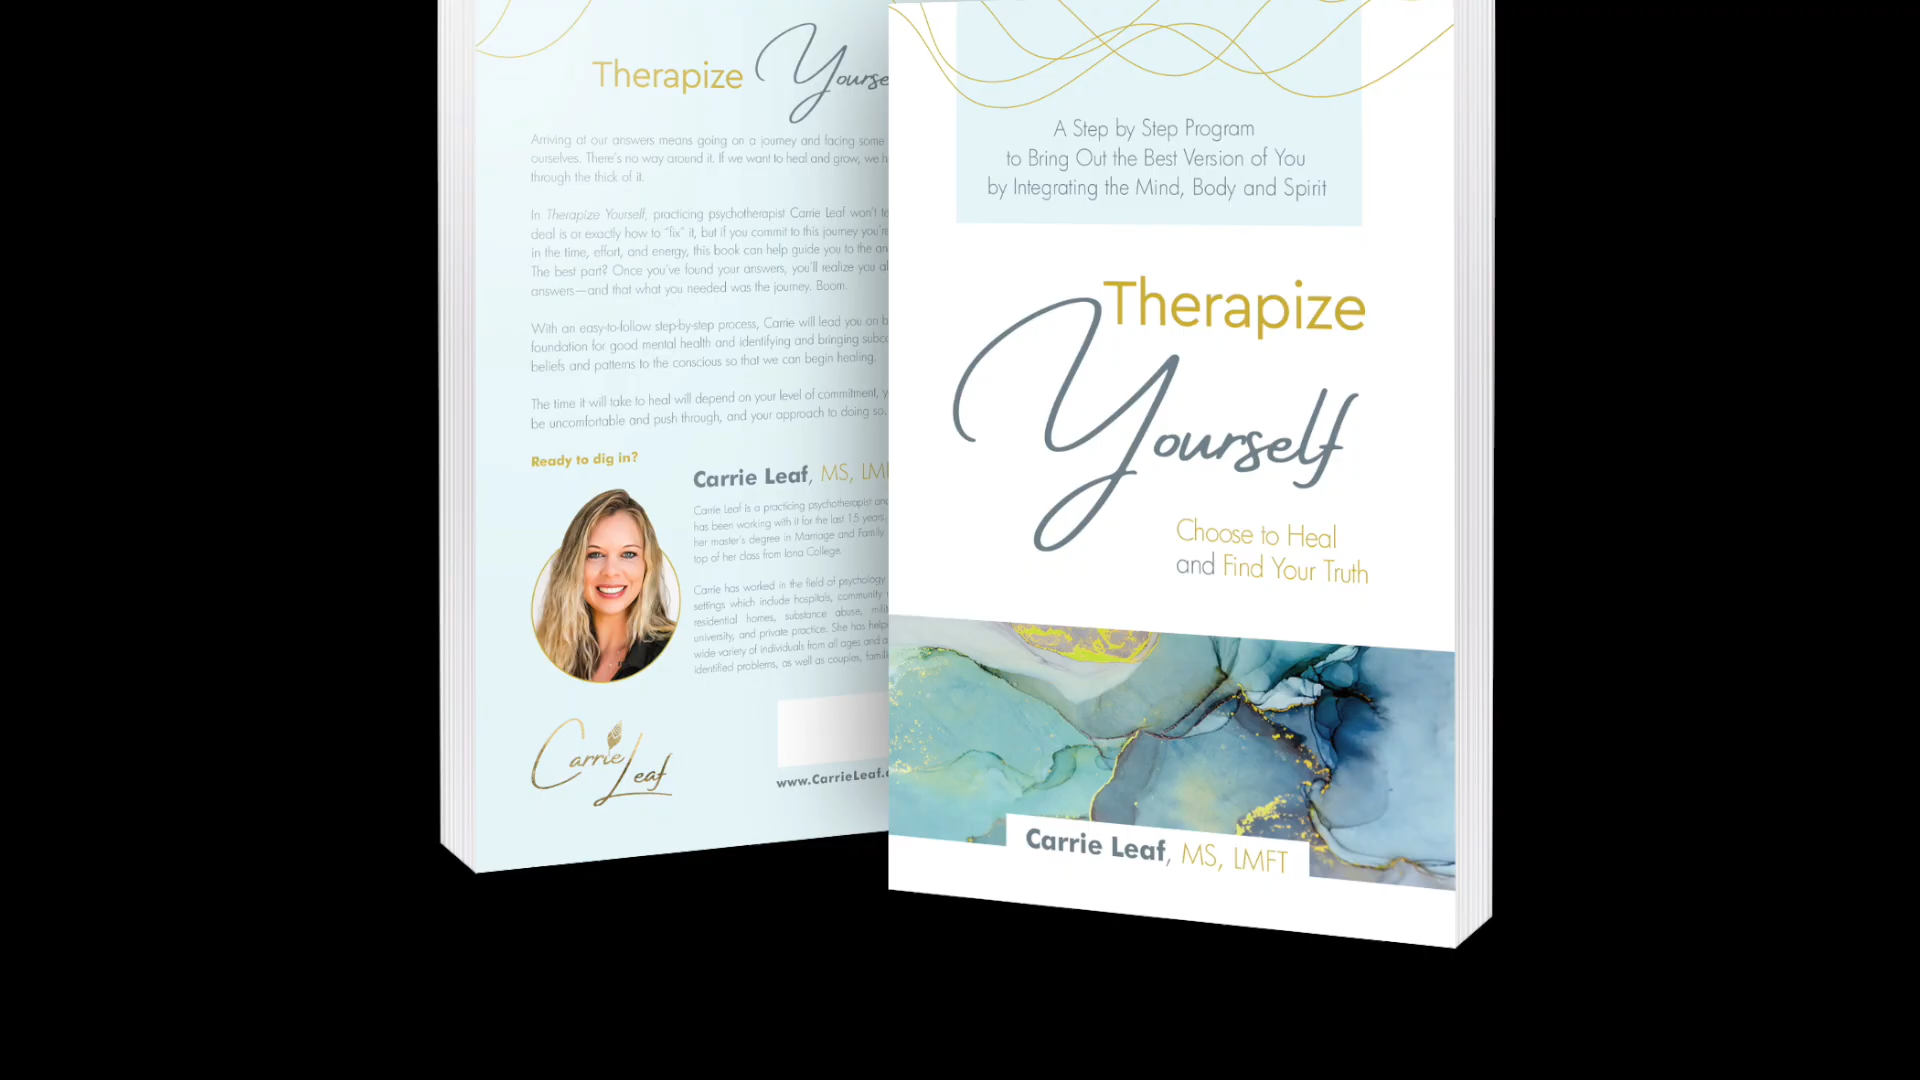 Therapize Yourse
Arriving at our answers means going on a journey and facing some
ourselves. There's no way around it. If we want to heal and grow, we h
through the thick of it.
In Therapize Yourself, practicing psychotherapist Carrie Leaf won't te
deal is or exactly how to "fix" it, but if you commit to this journey you're
in the time, effort, and energy, this book can help guide you to the an
The best part? Once you've found your answers, you'll realize you al
answers—and that what you needed was the journey. Boom.
With an easy-to-follow step-by-step process, Carrie will lead you on b
foundation for good mental health and identifying and bringing subco
beliefs and patterns to the conscious so that we can begin healing.
The time it will take to heal will depend on your level of commitment, y
be uncomfortable and push through, and your approach to doing so.
Ready to dig in?
Carrie Leaf, MS, LM
Carrie Leaf is a practicing psychotherapist and
has been working with it for the last 15 years.
her master's degree in Marriage and Family
top of her class from Iona College.
Carrie has worked in the field of psychology
settings which include hospitals, community
residential homes, substance abuse, milit
university, and private practice. She has help
wide variety of individuals from all ages and
identified problems, as well as couples, famili
Carrie Leaf
www.CarrieLeaf.
A Step by Step Program
to Bring Out the Best Version of You
by Integrating the Mind, Body and Spirit
Therapize
Yourself
Choose to Heal
and Find Your Truth
Carrie Leaf, MS, LMFT